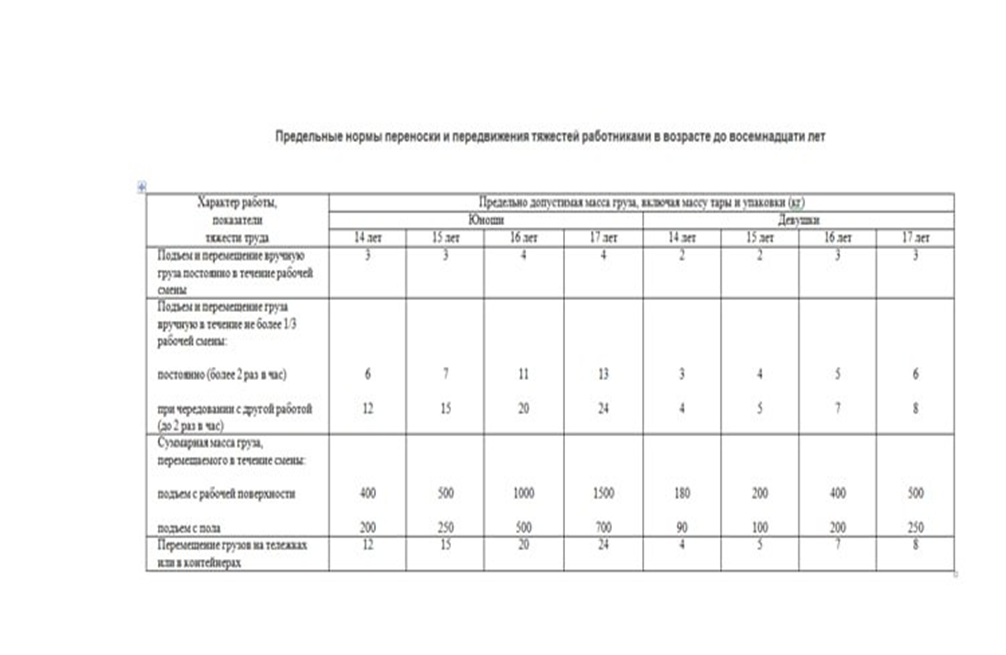 Предельные нормы переноски и передвижения тяжестей работниками в возрасте до восемнадцати лет
Характер работы, показатели тяжести труда
Предельно допустимая масса груза, включая массу тары и упаковки (кг)
Юноши Девушки
14 лет 15 лет 16 лет 17 лет 14 лет 15 лет 16 лет 17 лет
Подъем и перемещение вручную
груза постоянно в течение рабочей
смены
3 3 4 4 2 2 3 3
Подъем и перемещение груза
вручную в течение не более 1/3
рабочей смены:
постоянно (более 2 раз в час) 6 7 11 13 3 4 5 6
при чередовании с другой работой 12 15 20 24 4 5 7 8
(до 2 раз в час)
Суммарная масса груза,
перемещаемого в течение смены:
подъем с рабочей поверхности 400 500 1000 1500 180 200 400 500
подъем с пола 200 250 500 700 90 100 200 250
Перемещение грузов на тележках 12 15 20 24 4 5 7 8
или в контейнерах